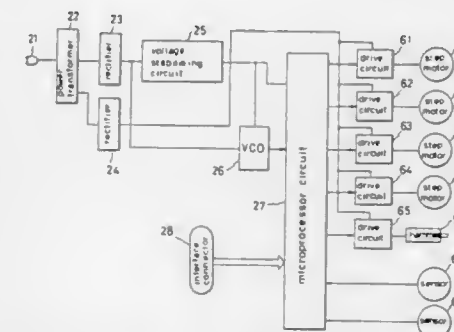 21
22
power transformer
23
rectifier
25
voltage
stabilizing
circuit
rectifier
24
VCO
26
27
microprocessor circuit
28
interface
connector
61
drive
circuit
step
motor
62
drive
circuit
step
motor
63
drive
circuit
step
motor
64
drive
circuit
step
motor
65
drive
circuit
hammer
sensor
sensor